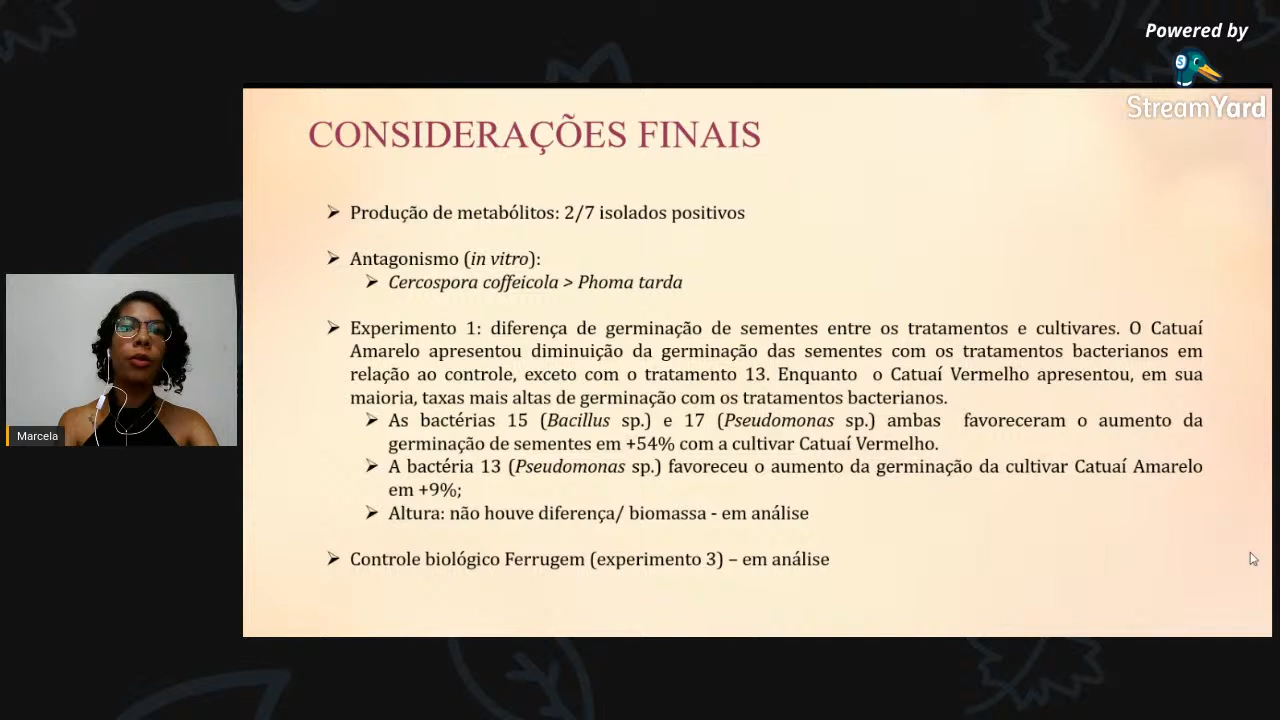 Powered by
StreamYard
CONSIDERAÇÕES FINAIS
➢ Produção de metabólitos: 2/7 isolados positivos
➢ Antagonismo (in vitro):
➢ Cercospora coffeicola > Phoma tarda
➢ Experimento 1: diferença de germinação de sementes entre os tratamentos e cultivares. O Catuaí
Amarelo apresentou diminuição da germinação das sementes com os tratamentos bacterianos em
relação ao controle, exceto com o tratamento 13. Enquanto o Catuaí Vermelho apresentou, em sua
maioria, taxas mais altas de germinação com os tratamentos bacterianos.
➢ As bactérias 15 (Bacillus sp.) e 17 (Pseudomonas sp.) ambas favoreceram o aumento da
germinação de sementes em +54% com a cultivar Catuaí Vermelho.
➢ A bactéria 13 (Pseudomonas sp.) favoreceu o aumento da germinação da cultivar Catuaí Amarelo
em +9%;
➢ Altura: não houve diferença/ biomassa - em análise
➢ Controle biológico Ferrugem (experimento 3) – em análise
Marcela